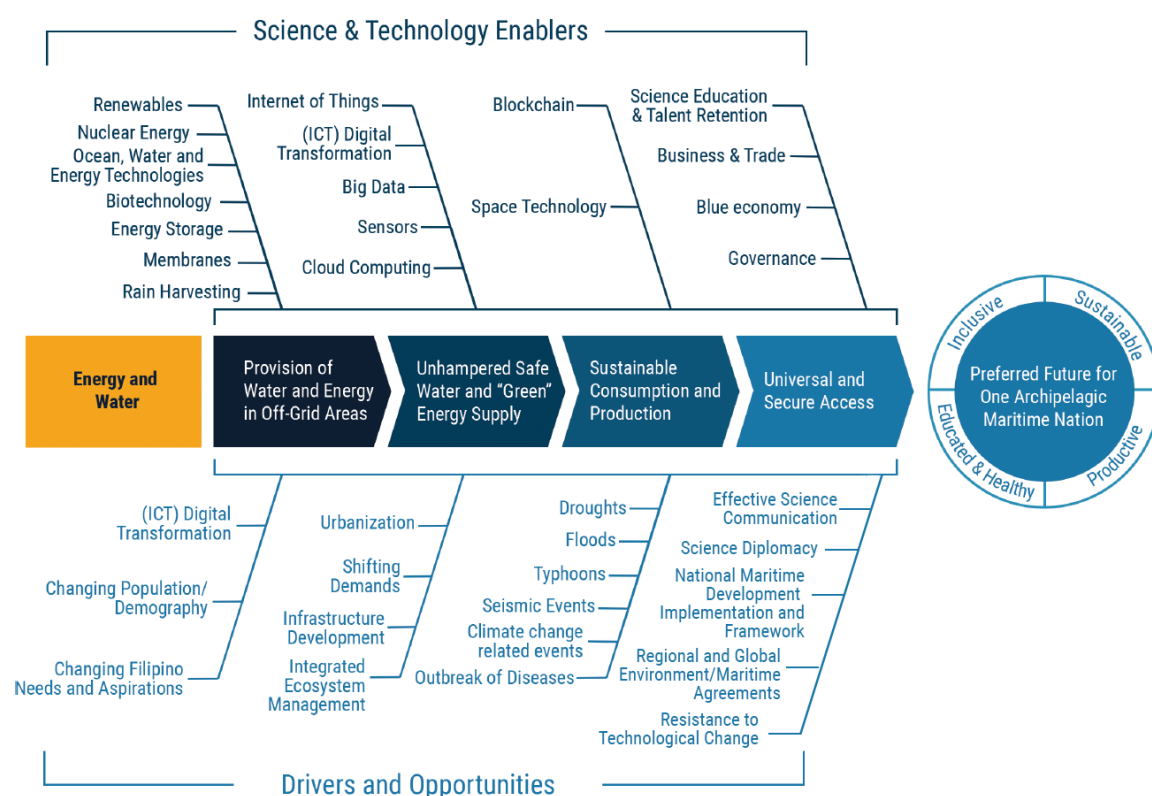 Science & Technology Enablers
Renewables
Nuclear Energy
Ocean, Water and
Energy Technologies
Biotechnology
Energy Storage
Membranes
Rain Harvesting
Internet of Things
(ICT) Digital
Transformation
Big Data
Sensors
Cloud Computing
Blockchain
Space Technology
Science Education
& Talent Retention
Business & Trade
Blue economy
Governance
Energy and
Water
Provision of
Water and Energy
in Off-Grid Areas
Unhampered Safe
Water and “Green”
Energy Supply
Sustainable
Consumption and
Production
Universal and
Secure Access
Inclusive
Sustainable
Educated & Healthy
Productive
Preferred Future for
One Archipelagic
Maritime Nation
(ICT) Digital
Transformation
Changing Population/
Demography
Changing Filipino
Needs and Aspirations
Urbanization
Shifting
Demands
Infrastructure
Development
Integrated
Ecosystem
Management
Droughts
Floods
Typhoons
Seismic Events
Climate change
related events
Outbreak of Diseases
Effective Science
Communication
Science Diplomacy
National Maritime
Development
Implementation and
Framework
Regional and Global
Environment/Maritime
Agreements
Resistance to
Technological Change
Drivers and Opportunities